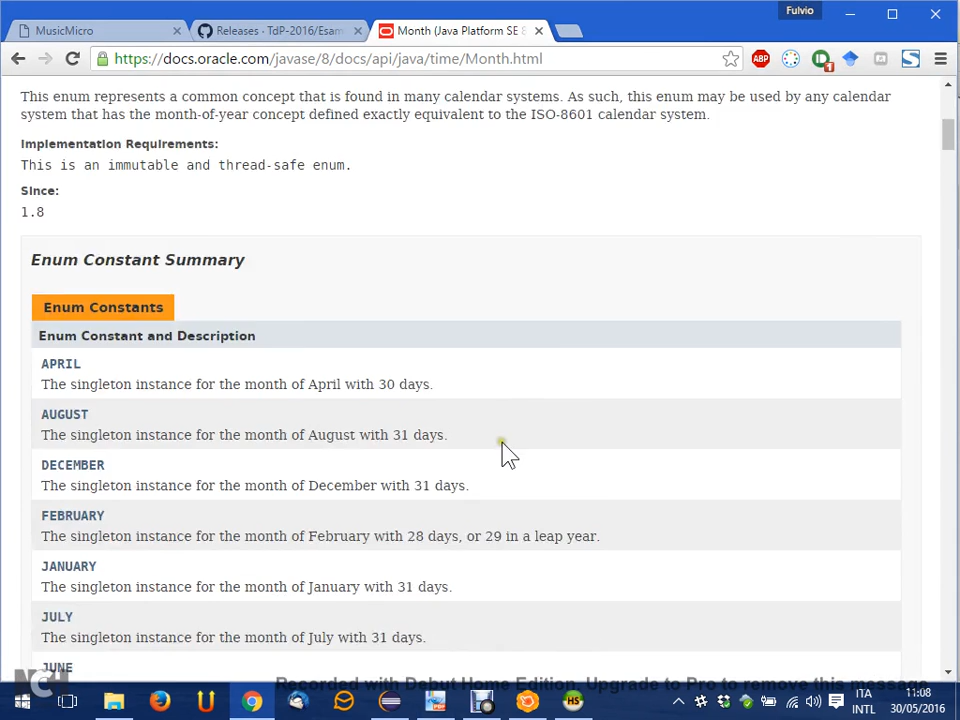 Fulvio
MusicMicro
Releases · TdP-2016/Esam
Month (Java Platform SE 8
https://docs.oracle.com/javase/8/docs/api/java/time/Month.html
ABP
1
This enum represents a common concept that is found in many calendar systems. As such, this enum may be used by any calendar
system that has the month-of-year concept defined exactly equivalent to the ISO-8601 calendar system.
Implementation Requirements:
This is an immutable and thread-safe enum.
Since:
1.8
Enum Constant Summary
Enum Constants
Enum Constant and Description
APRIL
The singleton instance for the month of April with 30 days.
AUGUST
The singleton instance for the month of August with 31 days.
DECEMBER
The singleton instance for the month of December with 31 days.
FEBRUARY
The singleton instance for the month of February with 28 days, or 29 in a leap year.
JANUARY
The singleton instance for the month of January with 31 days.
JULY
The singleton instance for the month of July with 31 days.
JUNE
NCH
Recorded with Debut Home Edition. Upgrade to Pro to remove this message
HS
ITA
INTL
11:08
30/05/2016